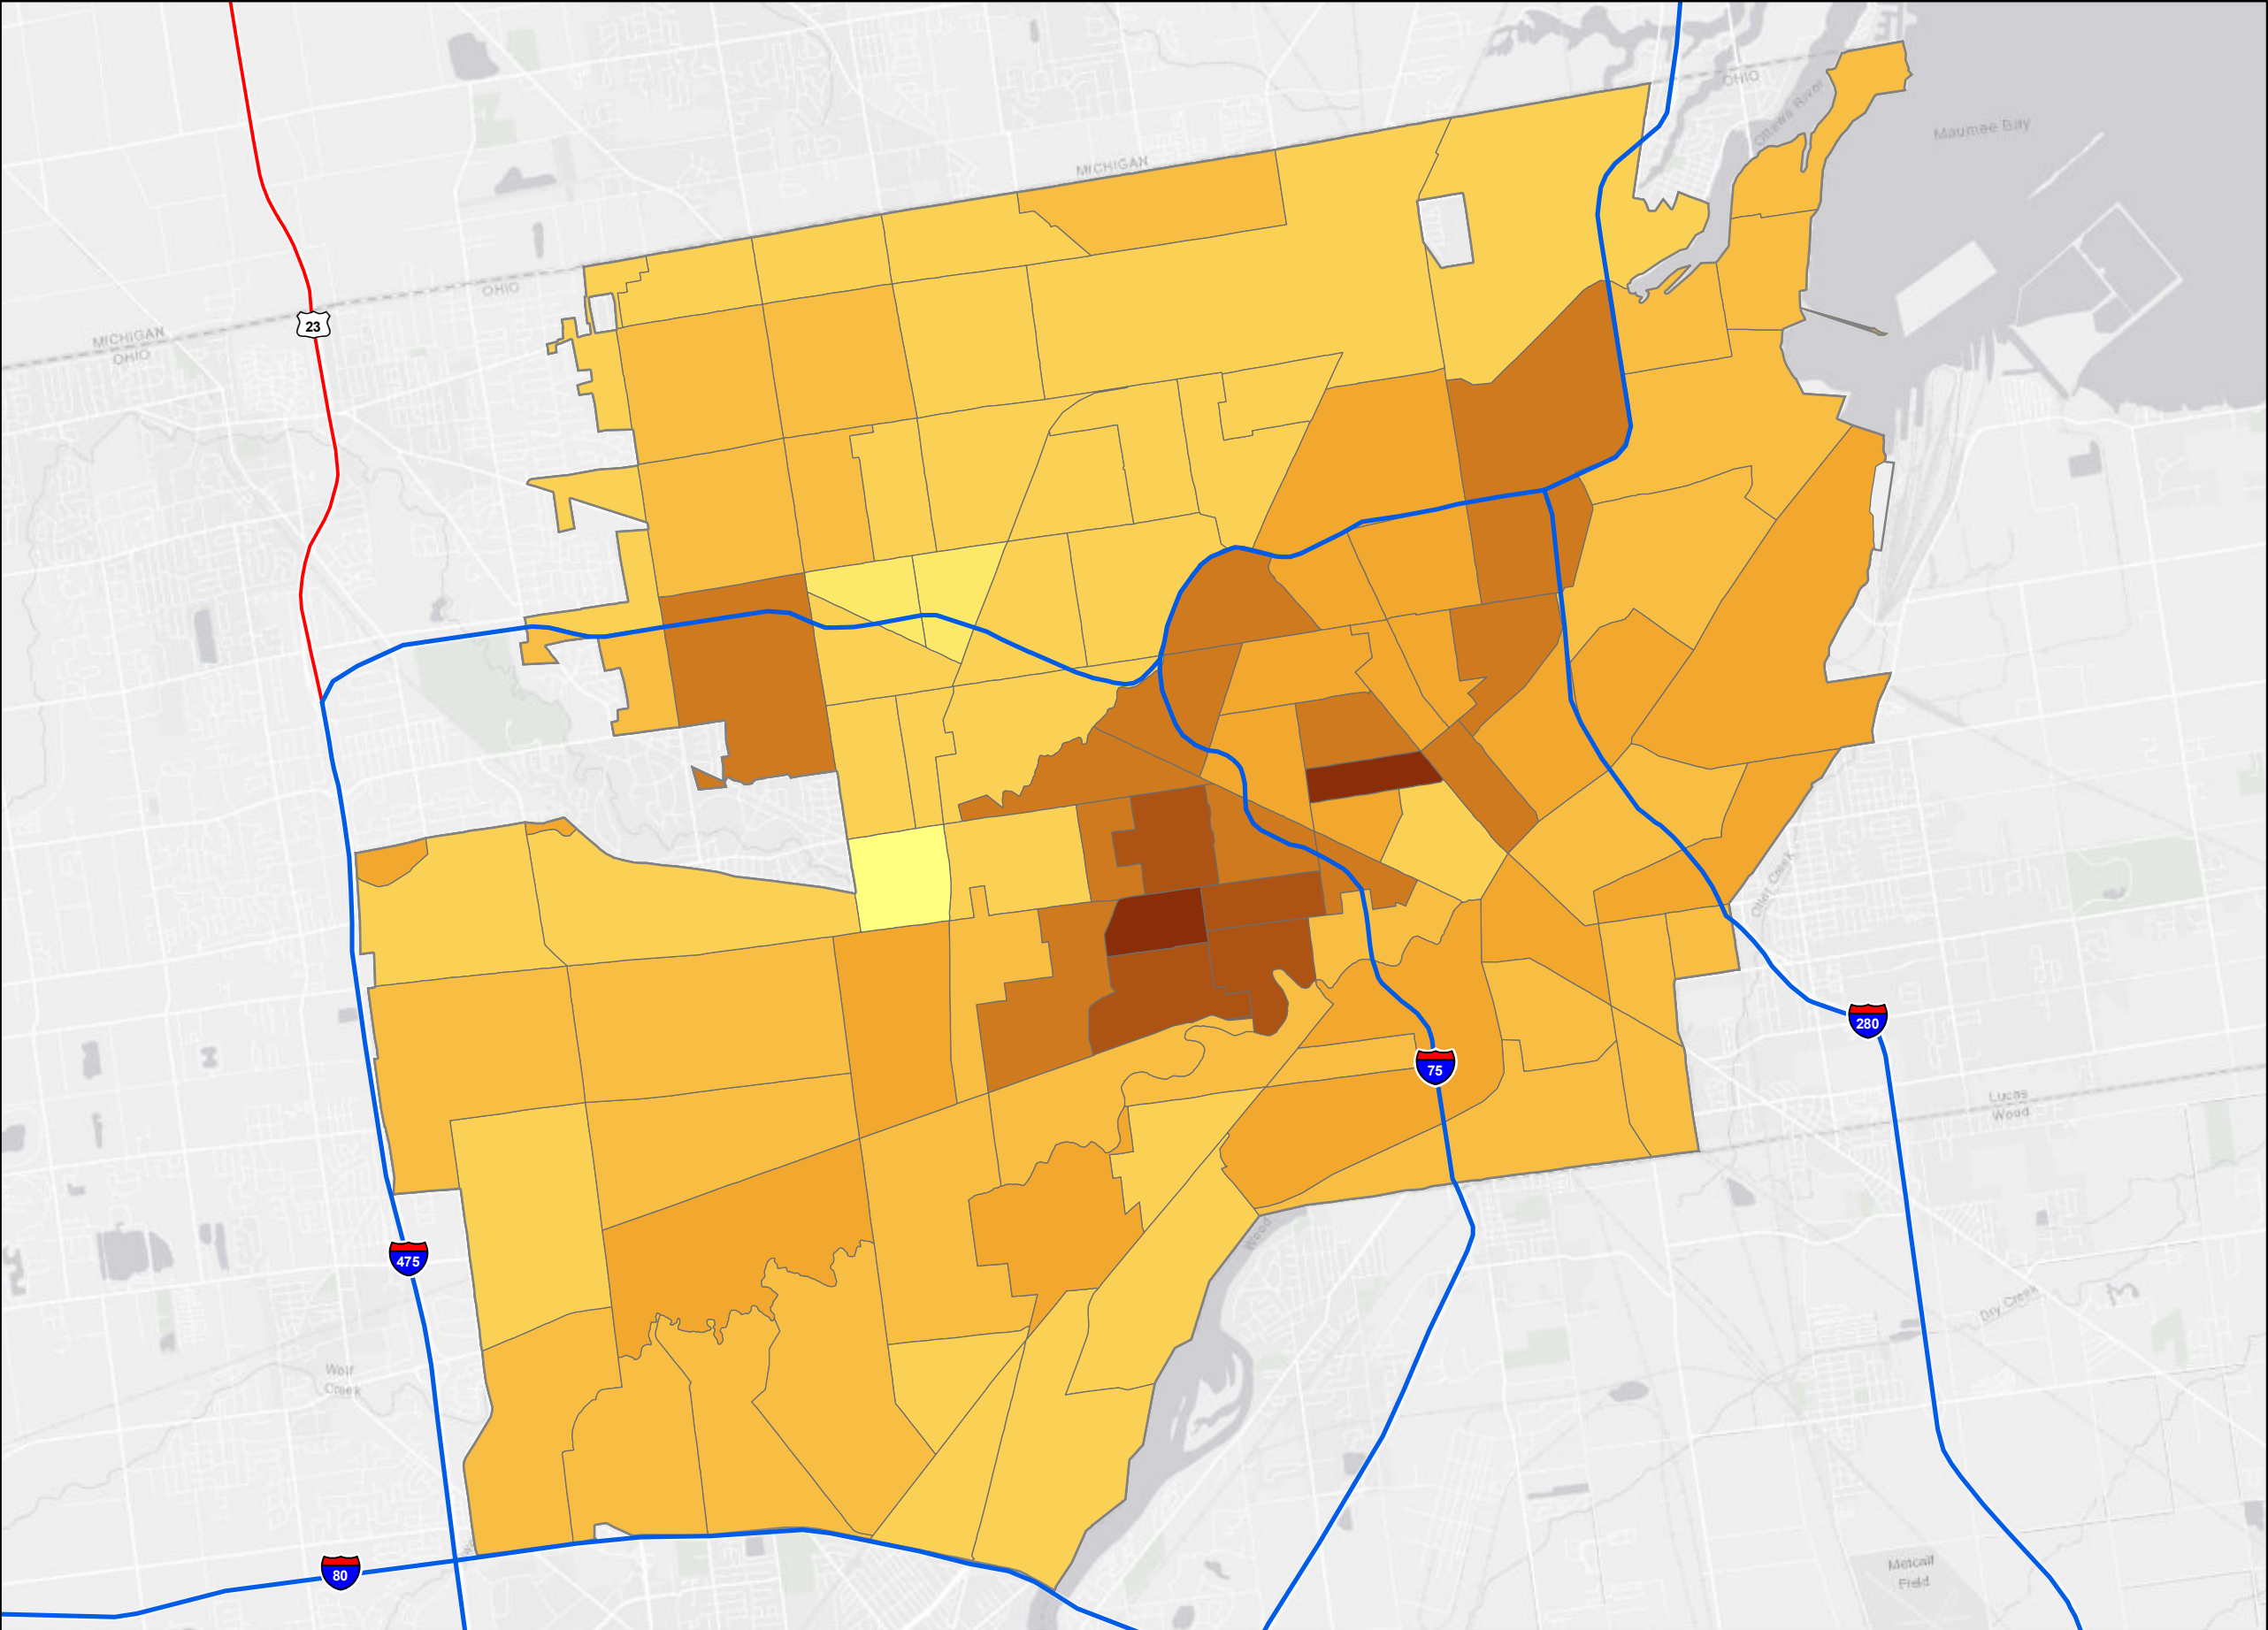 OHIO
Ottawa River
Maumee Bay
MICHIGAN
OHIO
23
MICHIGAN
OHIO
Otter Creek
280
75
Lucas
Wood
Wood
475
Dry Creek
Wolf
Creek
80
Metcalf
Field